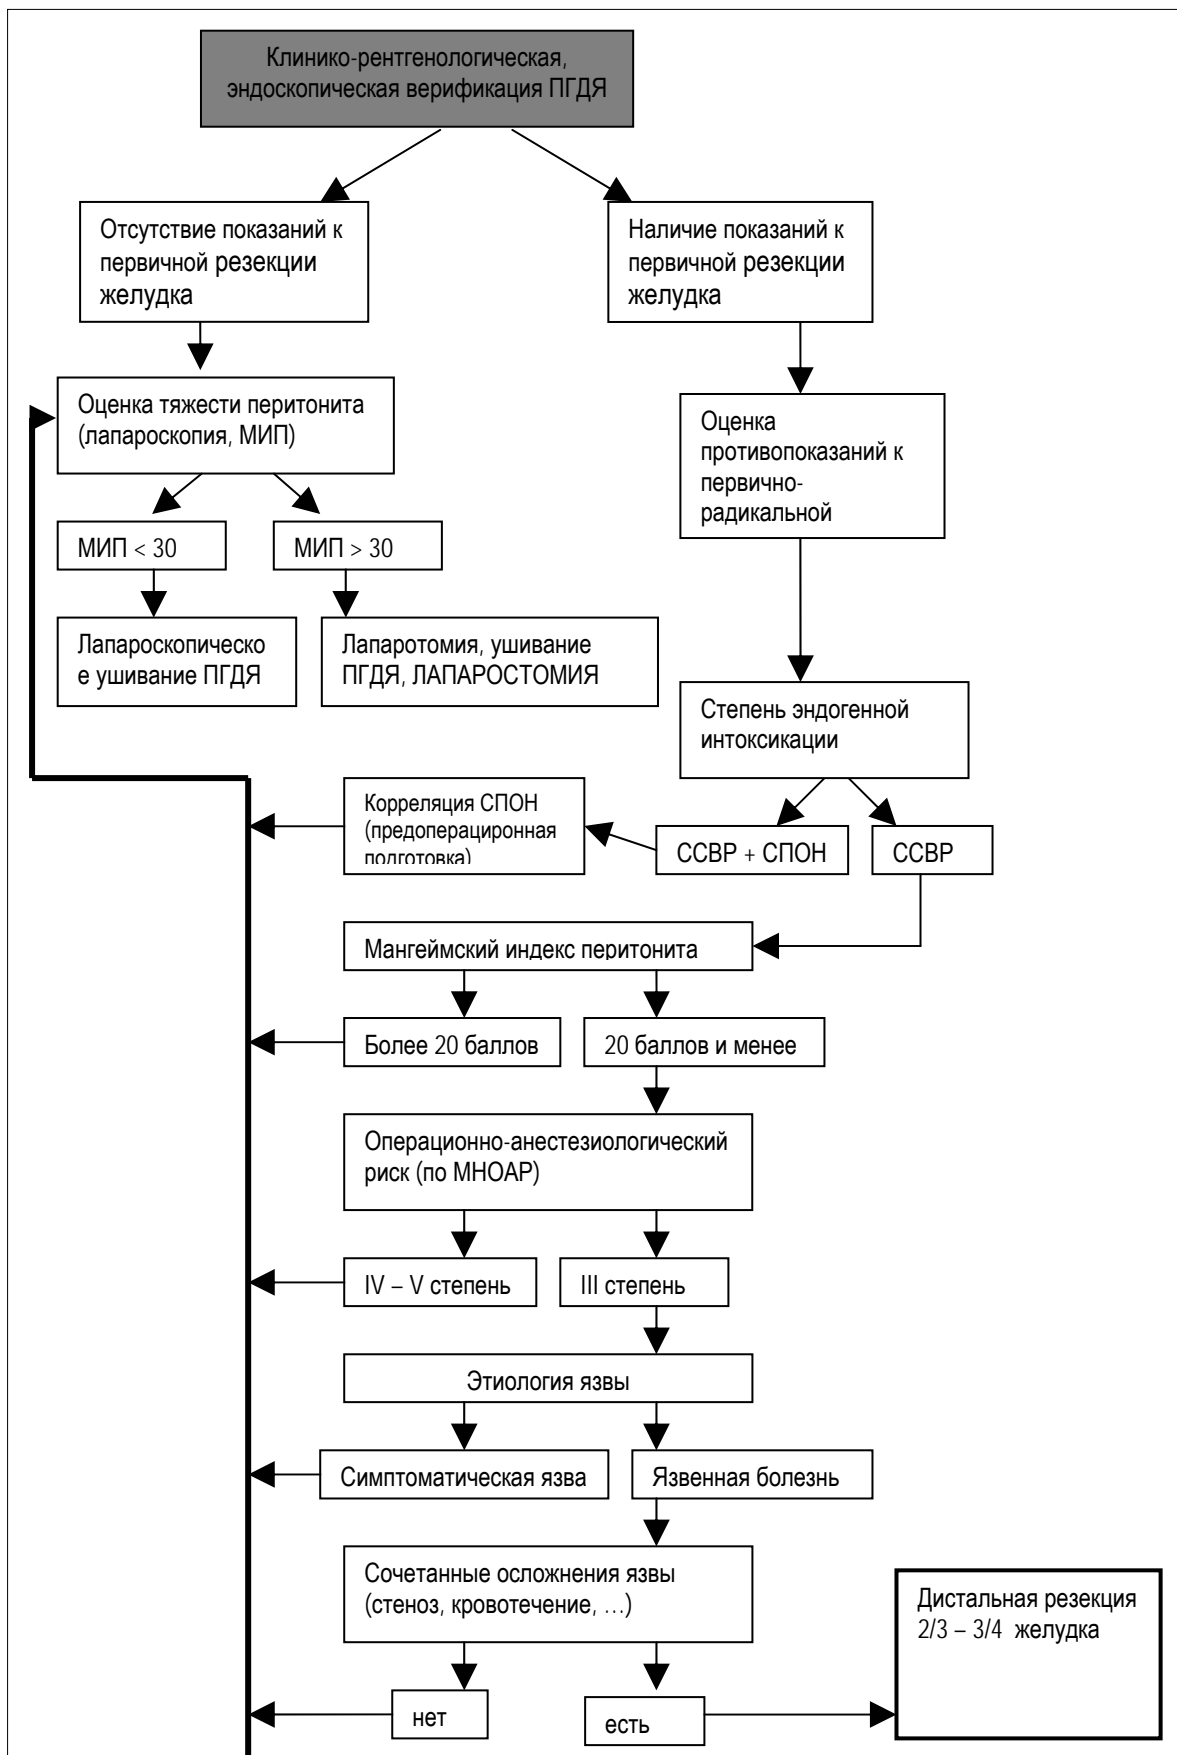 Клинико-рентгенологическая,
эндоскопическая верификация ПГДЯ
Отсутствие показаний к
первичной резекции
желудка
Наличие показаний к
первичной резекции
желудка
Оценка тяжести перитонита
(лапароскопия, МИП)
Оценка
противопоказаний к
первично-
радикальной
МИП < 30
МИП > 30
Лапароскопическо
е ушивание ПГДЯ
Лапаротомия, ушивание
ПГДЯ, ЛАПАРОСТОМИЯ
Степень эндогенной
интоксикации
Корреляция СПОН
(предоперациронная
подготовка)
ССВР + СПОН
ССВР
Мангеймский индекс перитонита
Более 20 баллов
20 баллов и менее
Операционно-анестезиологический
риск (по МНОАР)
IV – V степень
III степень
Этиология язвы
Симптоматическая язва
Язвенная болезнь
Сочетанные осложнения язвы
(стеноз, кровотечение, …)
Дистальная резекция
2/3 – 3/4 желудка
нет
есть